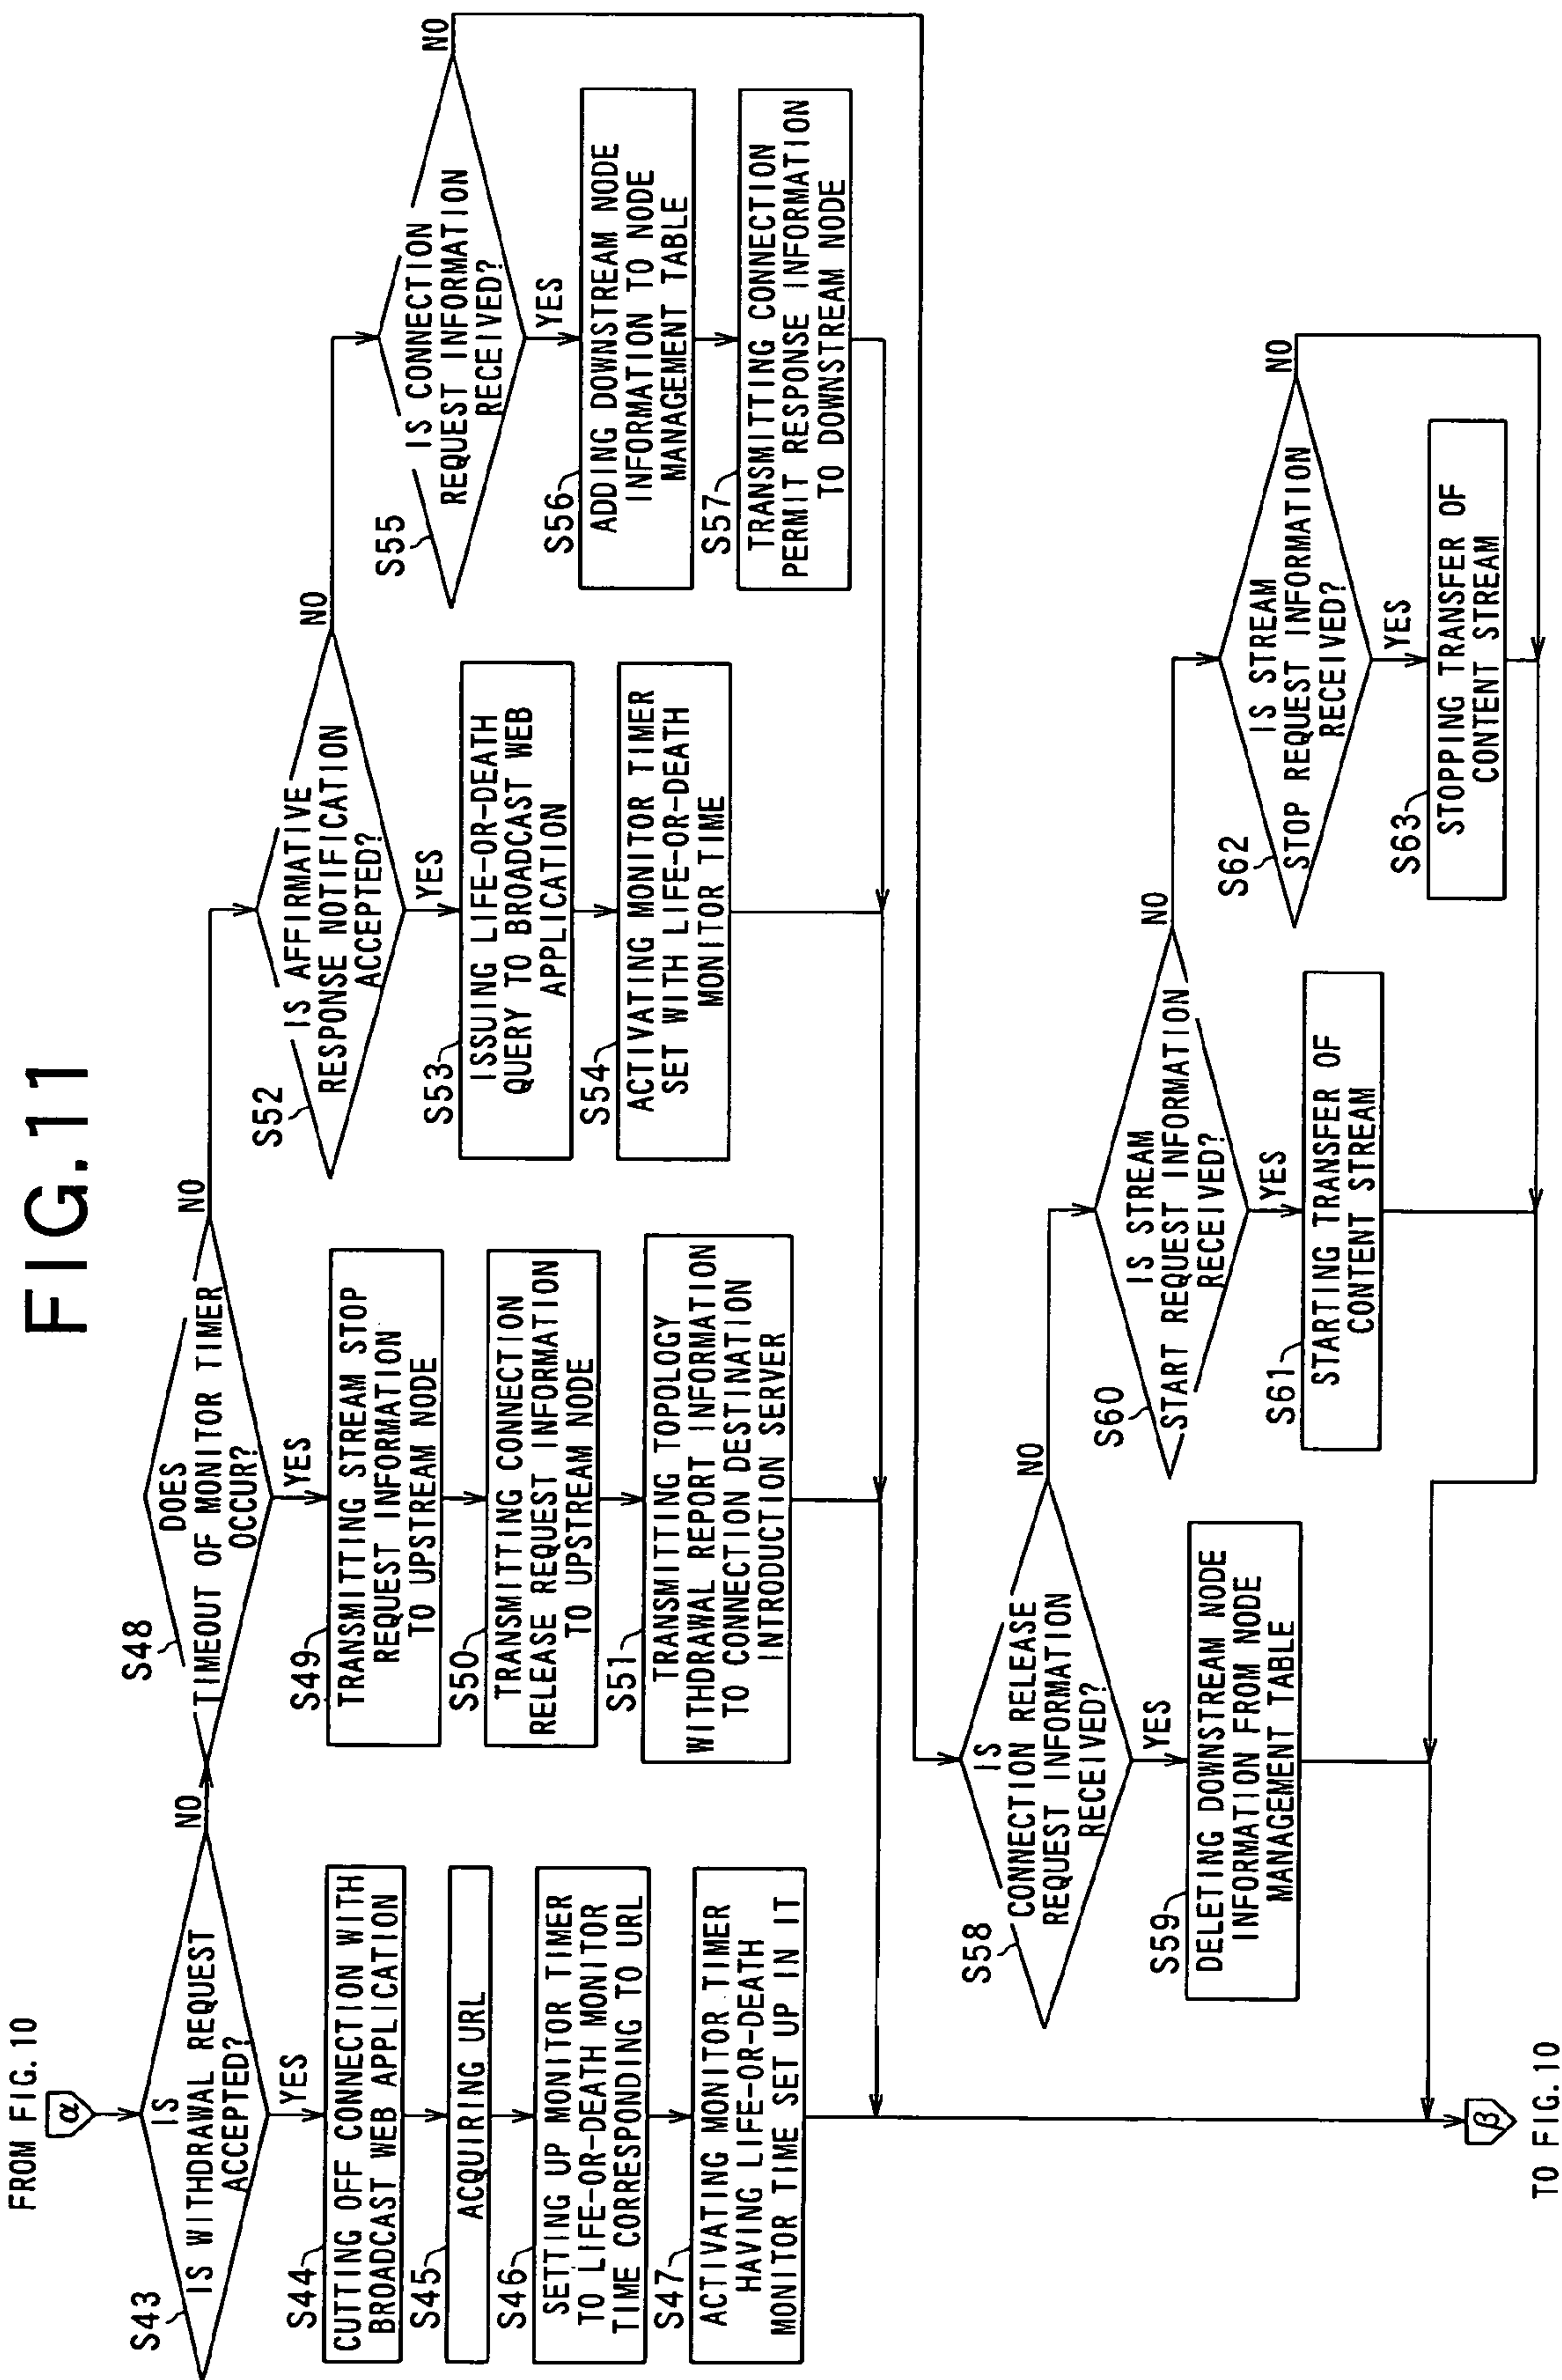 FIG.11
FROM FIG.10
α
S43
IS
WITHDRAWAL REQUEST
ACCEPTED?
NO
YES
S44
CUTTING OFF CONNECTION WITH
BROADCAST WEB APPLICATION
S45
ACQUIRING URL
S46
SETTING UP MONITOR TIMER
TO LIFE-OR-DEATH MONITOR
TIME CORRESPONDING TO URL
S47
ACTIVATING MONITOR TIMER
HAVING LIFE-OR-DEATH
MONITOR TIME SET UP IN IT
S48
DOES
TIMEOUT OF MONITOR TIMER
OCCUR?
NO
YES
S49
TRANSMITTING STREAM STOP
REQUEST INFORMATION
TO UPSTREAM NODE
S50
TRANSMITTING CONNECTION
RELEASE REQUEST INFORMATION
TO UPSTREAM NODE
S51
TRANSMITTING TOPOLOGY
WITHDRAWAL REPORT INFORMATION
TO CONNECTION DESTINATION
INTRODUCTION SERVER
S52
IS AFFIRMATIVE
RESPONSE NOTIFICATION
ACCEPTED?
NO
YES
S53
ISSUING LIFE-OR-DEATH
QUERY TO BROADCAST WEB
APPLICATION
S54
ACTIVATING MONITOR TIMER
SET WITH LIFE-OR-DEATH
MONITOR TIME
S55
IS CONNECTION
REQUEST INFORMATION
RECEIVED?
NO
YES
S56
ADDING DOWNSTREAM NODE
INFORMATION TO NODE
MANAGEMENT TABLE
S57
TRANSMITTING CONNECTION
PERMIT RESPONSE INFORMATION
TO DOWNSTREAM NODE
S58
IS
CONNECTION RELEASE
REQUEST INFORMATION
RECEIVED?
NO
YES
S59
DELETING DOWNSTREAM NODE
INFORMATION FROM NODE
MANAGEMENT TABLE
S60
IS STREAM
START REQUEST INFORMATION
RECEIVED?
NO
YES
S61
STARTING TRANSFER OF
CONTENT STREAM
S62
IS STREAM
STOP REQUEST INFORMATION
RECEIVED?
NO
YES
S63
STOPPING TRANSFER OF
CONTENT STREAM
β
TO FIG.10